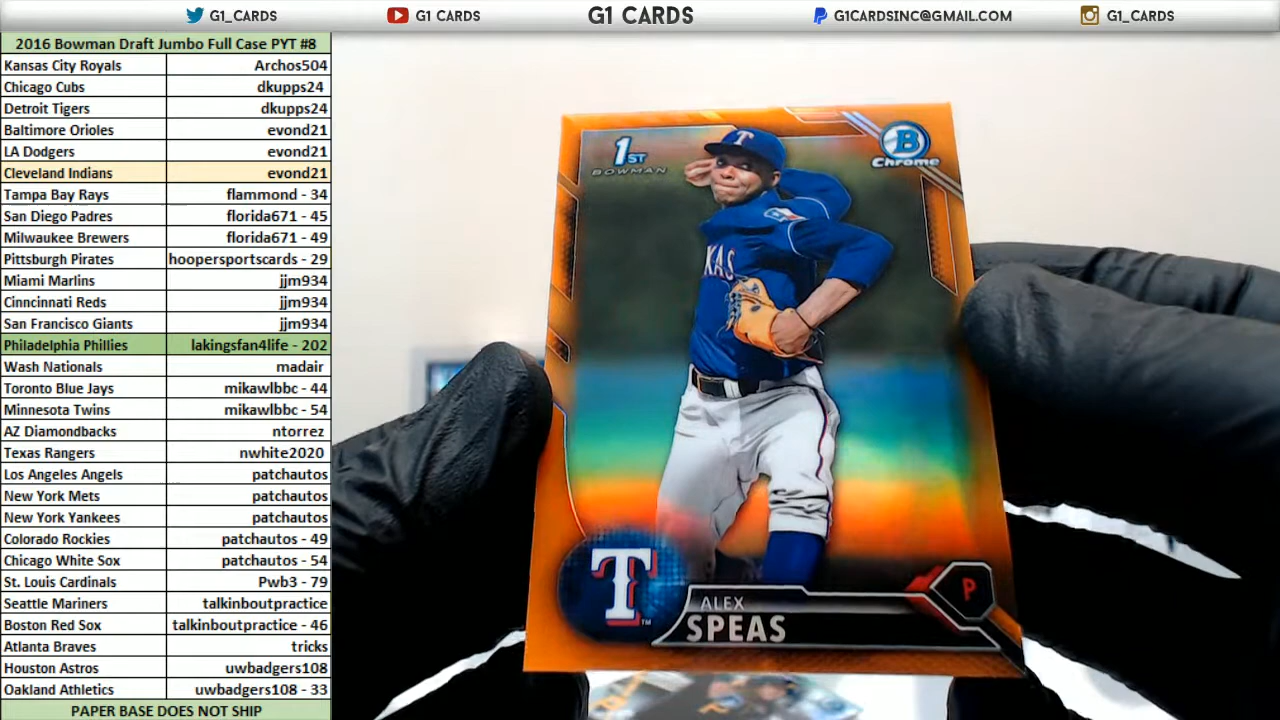 G1_CARDS
G1 CARDS
G1 CARDS
G1CARDSINC@GMAIL.COM
G1_CARDS
2016 Bowman Draft Jumbo Full Case PYT #8
Kansas City Royals Archos504
Chicago Cubs dkupps24
Detroit Tigers dkupps24
Baltimore Orioles evond21
LA Dodgers evond21
Cleveland Indians evond21
Tampa Bay Rays flammond - 34
San Diego Padres florida671 - 45
Milwaukee Brewers florida671 - 49
Pittsburgh Pirates hoopersportscards - 29
Miami Marlins jjm934
Cinncinnati Reds jjm934
San Francisco Giants jjm934
Philadelphia Phillies lakingsfan4life - 202
Wash Nationals madair
Toronto Blue Jays mikawlbbc - 44
Minnesota Twins mikawlbbc - 54
AZ Diamondbacks ntorrez
Texas Rangers nwhite2020
Los Angeles Angels patchautos
New York Mets patchautos
New York Yankees patchautos
Colorado Rockies patchautos - 49
Chicago White Sox patchautos - 54
St. Louis Cardinals Pwb3 - 79
Seattle Mariners talkinboutpractice
Boston Red Sox talkinboutpractice - 46
Atlanta Braves tricks
Houston Astros uwbadgers108
Oakland Athletics uwbadgers108 - 33
PAPER BASE DOES NOT SHIP
1ST
BOWMAN
B
Chrome
T
KAS
T
TM
P
ALEX
SPEAS